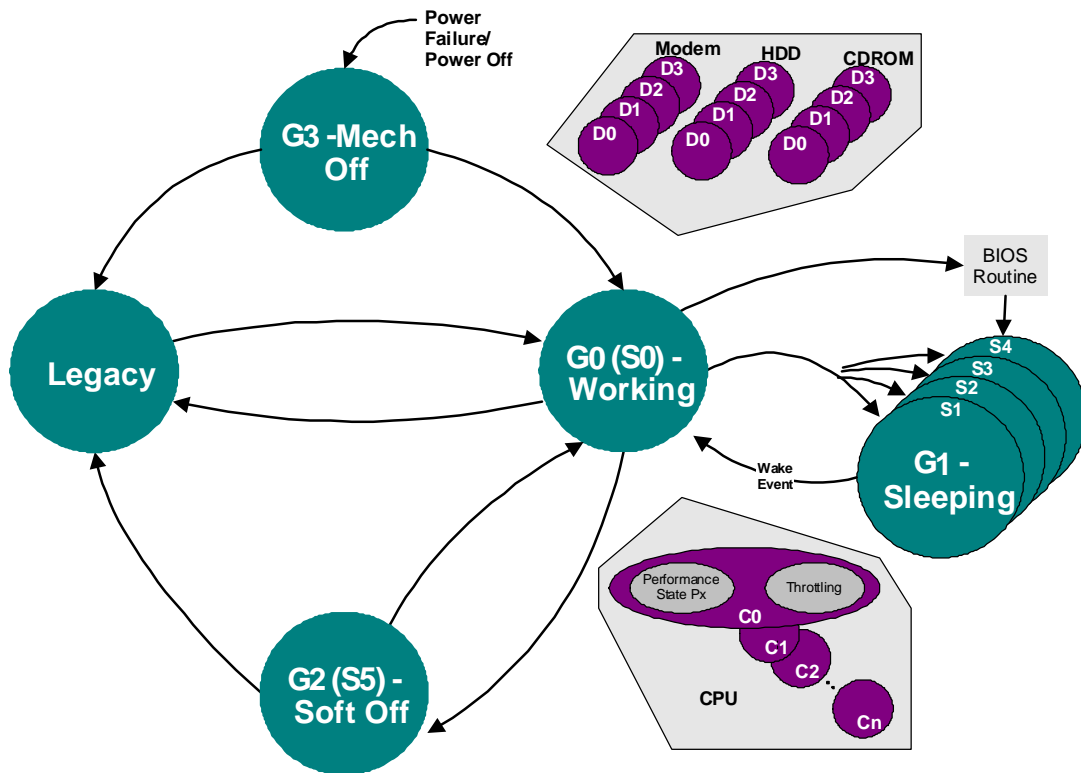 Power
Failure/
Power Off
G3 -Mech
Off
Modem
HDD
CDROM
D3
D2
D1
D0
D3
D2
D1
D0
D3
D2
D1
D0
BIOS
Routine
Legacy
G0 (S0) -
Working
S4
S3
S2
S1
G1 -
Sleeping
Wake
Event
Performance
State Px
Throttling
C0
C1
C2
Cn
CPU
G2 (S5) -
Soft Off